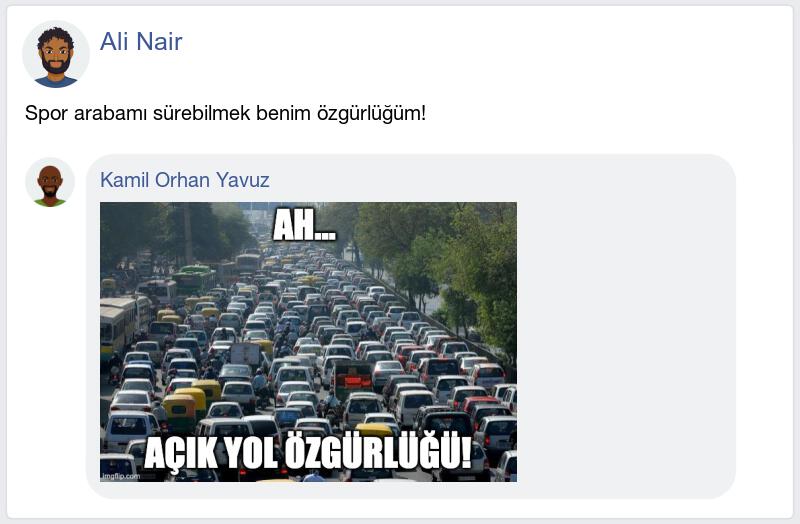 Ali Nair
Spor arabamı sürebilmek benim özgürlüğüm!
Kamil Orhan Yavuz
AH...
AÇIK YOL ÖZGÜRLÜĞÜ!
imgflip.com